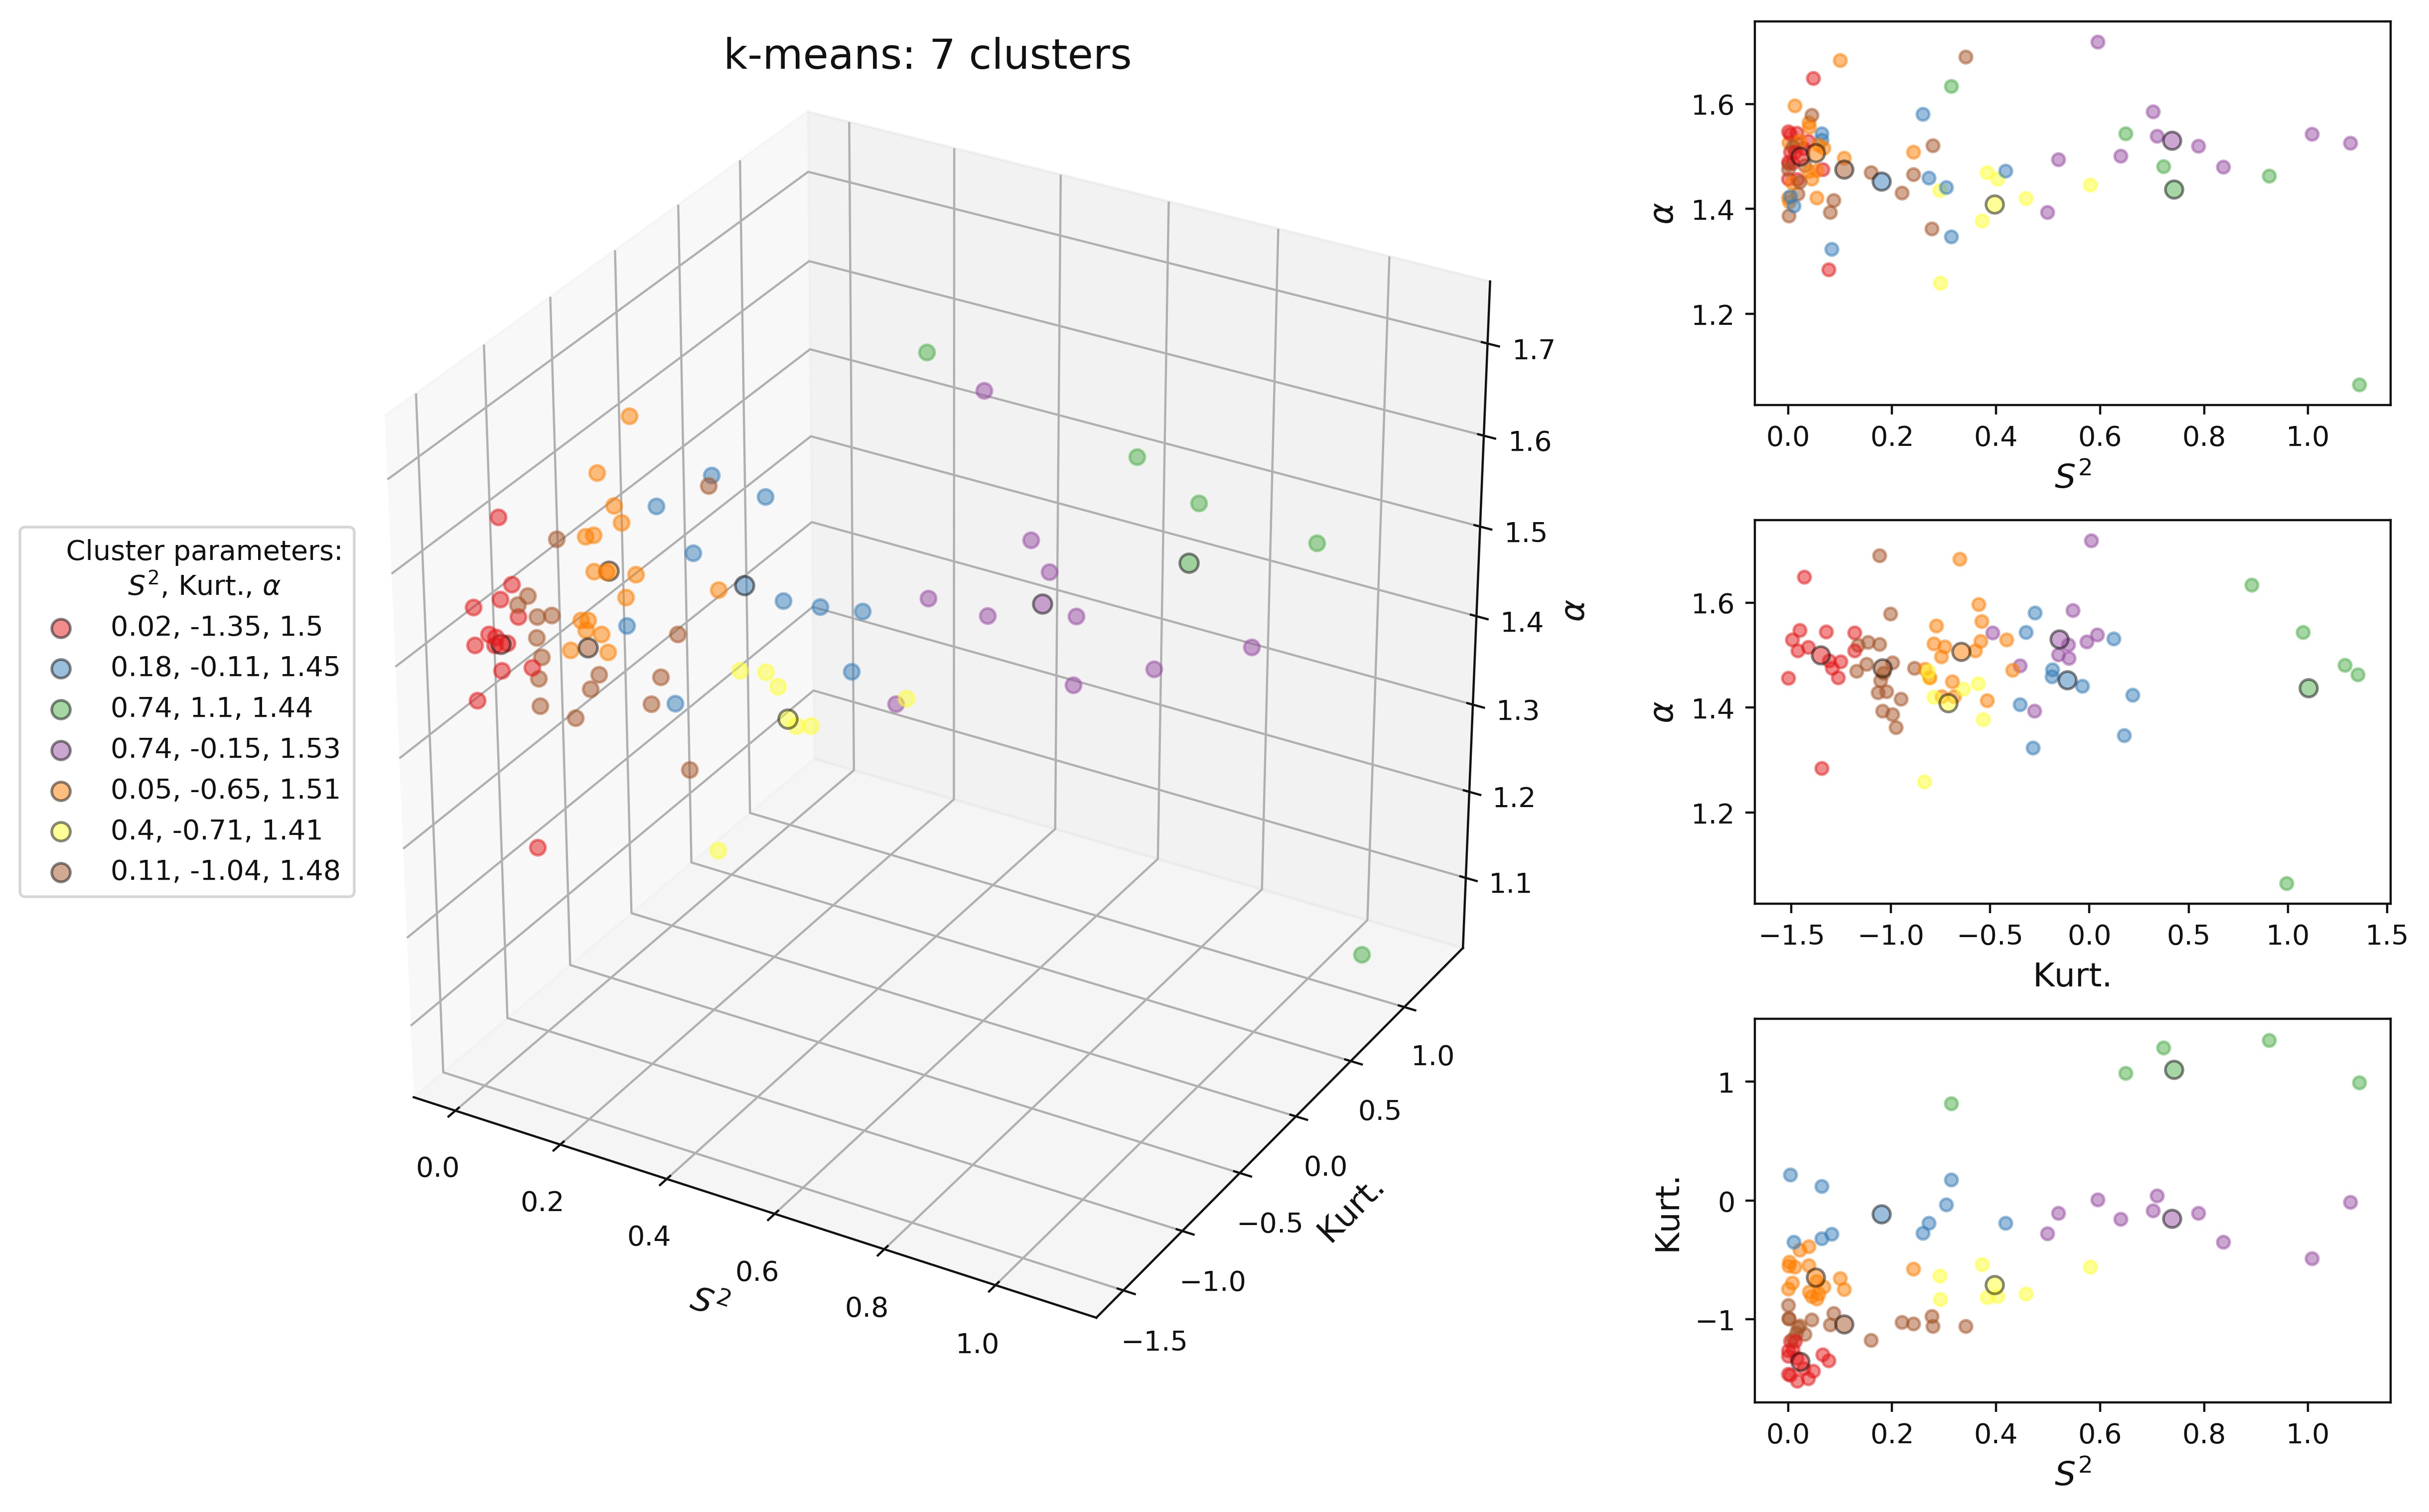 k-means: 7 clusters
Cluster parameters:
S², Kurt., α
0.02, -1.35, 1.5
0.18, -0.11, 1.45
0.74, 1.1, 1.44
0.74, -0.15, 1.53
0.05, -0.65, 1.51
0.4, -0.71, 1.41
0.11, -1.04, 1.48
0.0
0.2
0.4
0.6
0.8
1.0
S²
−1.5
−1.0
−0.5
0.0
0.5
1.0
Kurt.
1.7
1.6
1.5
1.4
1.3
1.2
1.1
α
1.6
1.4
1.2
α
0.0 0.2 0.4 0.6 0.8 1.0
S²
1.6
1.4
1.2
α
−1.5 −1.0 −0.5 0.0 0.5 1.0 1.5
Kurt.
1
0
−1
Kurt.
0.0 0.2 0.4 0.6 0.8 1.0
S²